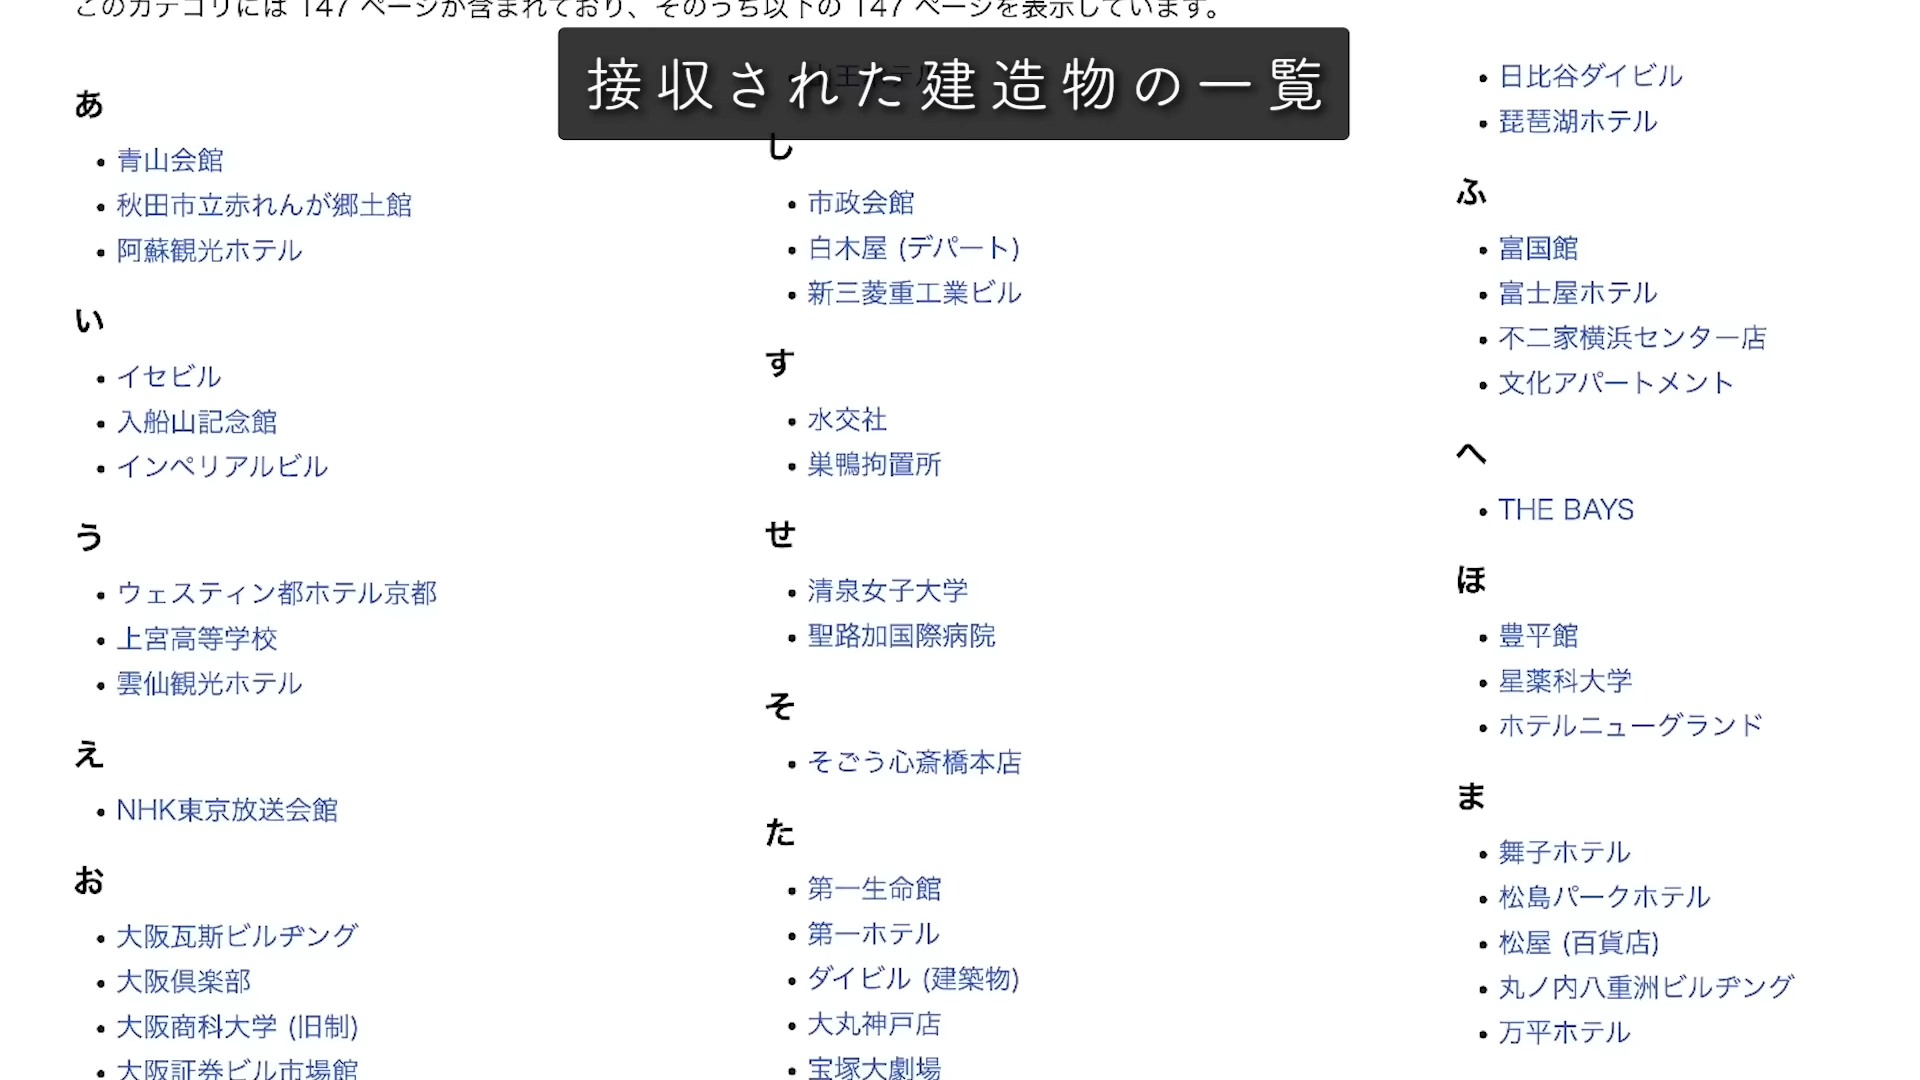 このカテゴリには 147 ページが含まれており、そのうち以下の 147 ページを表示しています。
接収された建造物の一覧
あ
青山会館
秋田市立赤れんが郷土館
阿蘇観光ホテル
い
イセビル
入船山記念館
インペリアルビル
う
ウェスティン都ホテル京都
上宮高等学校
雲仙観光ホテル
え
NHK東京放送会館
お
大阪瓦斯ビルヂング
大阪倶楽部
大阪商科大学 (旧制)
大阪証券ビル市場館
し
市政会館
白木屋 (デパート)
新三菱重工業ビル
す
水交社
巣鴨拘置所
せ
清泉女子大学
聖路加国際病院
そ
そごう心斎橋本店
た
第一生命館
第一ホテル
ダイビル (建築物)
大丸神戸店
宝塚大劇場
日比谷ダイビル
琵琶湖ホテル
ふ
富国館
富士屋ホテル
不二家横浜センター店
文化アパートメント
へ
THE BAYS
ほ
豊平館
星薬科大学
ホテルニューグランド
ま
舞子ホテル
松島パークホテル
松屋 (百貨店)
丸ノ内八重洲ビルヂング
万平ホテル